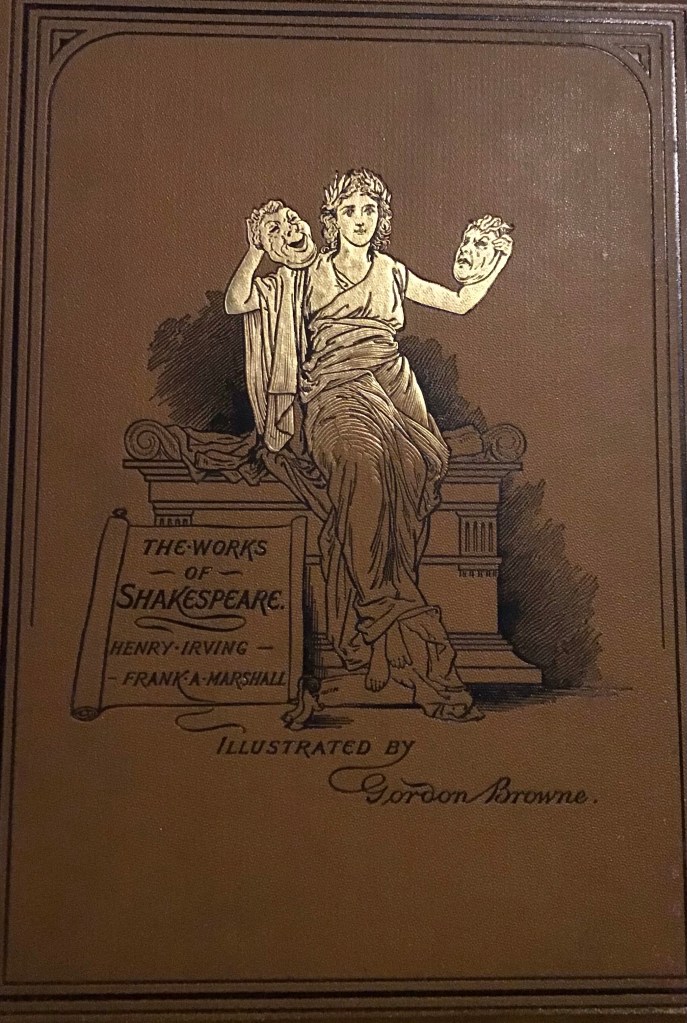 THE·WORKS
OF
SHAKESPEARE.
HENRY·IRVING
FRANK·A·MARSHALL
ILLUSTRATED BY
Gordon Browne.